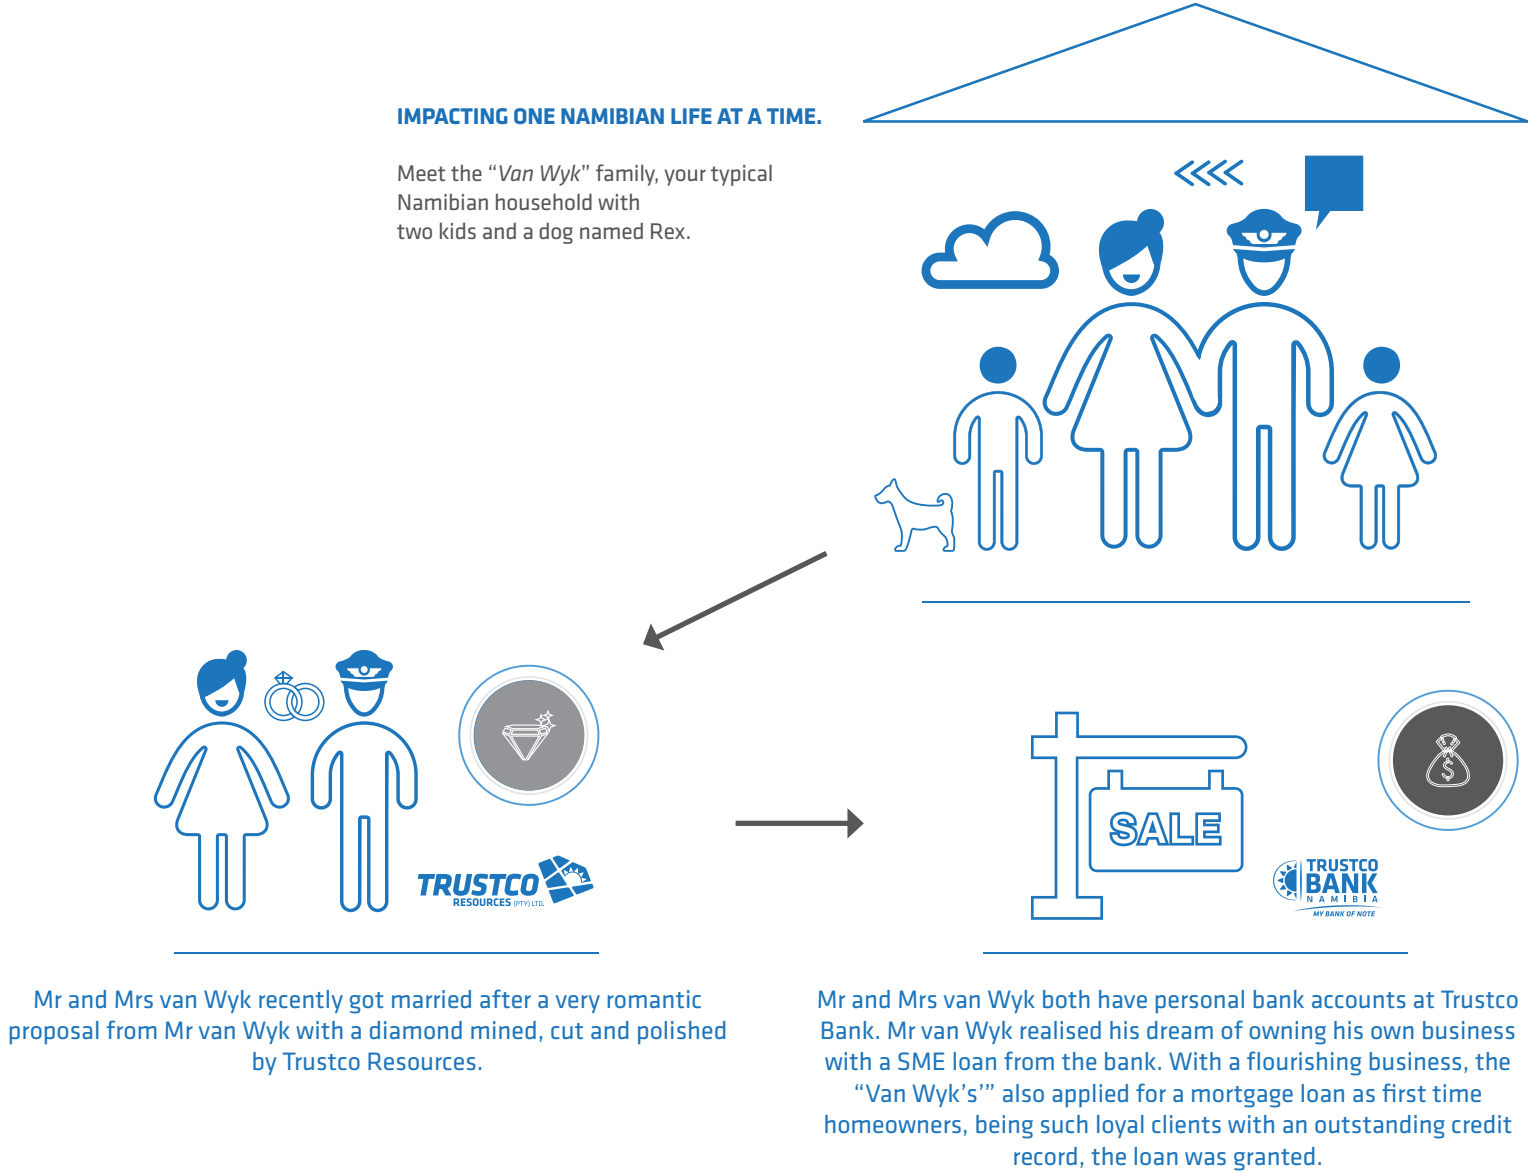 IMPACTING ONE NAMIBIAN LIFE AT A TIME.
Meet the “Van Wyk” family, your typical
Namibian household with
two kids and a dog named Rex.
TRUSTCO
RESOURCES (PTY) LTD.
SALE
TRUSTCO
BANK
NAMIBIA
MY BANK OF NOTE
Mr and Mrs van Wyk recently got married after a very romantic
proposal from Mr van Wyk with a diamond mined, cut and polished
by Trustco Resources.
Mr and Mrs van Wyk both have personal bank accounts at Trustco
Bank. Mr van Wyk realised his dream of owning his own business
with a SME loan from the bank. With a flourishing business, the
“Van Wyk’s’” also applied for a mortgage loan as first time
homeowners, being such loyal clients with an outstanding credit
record, the loan was granted.